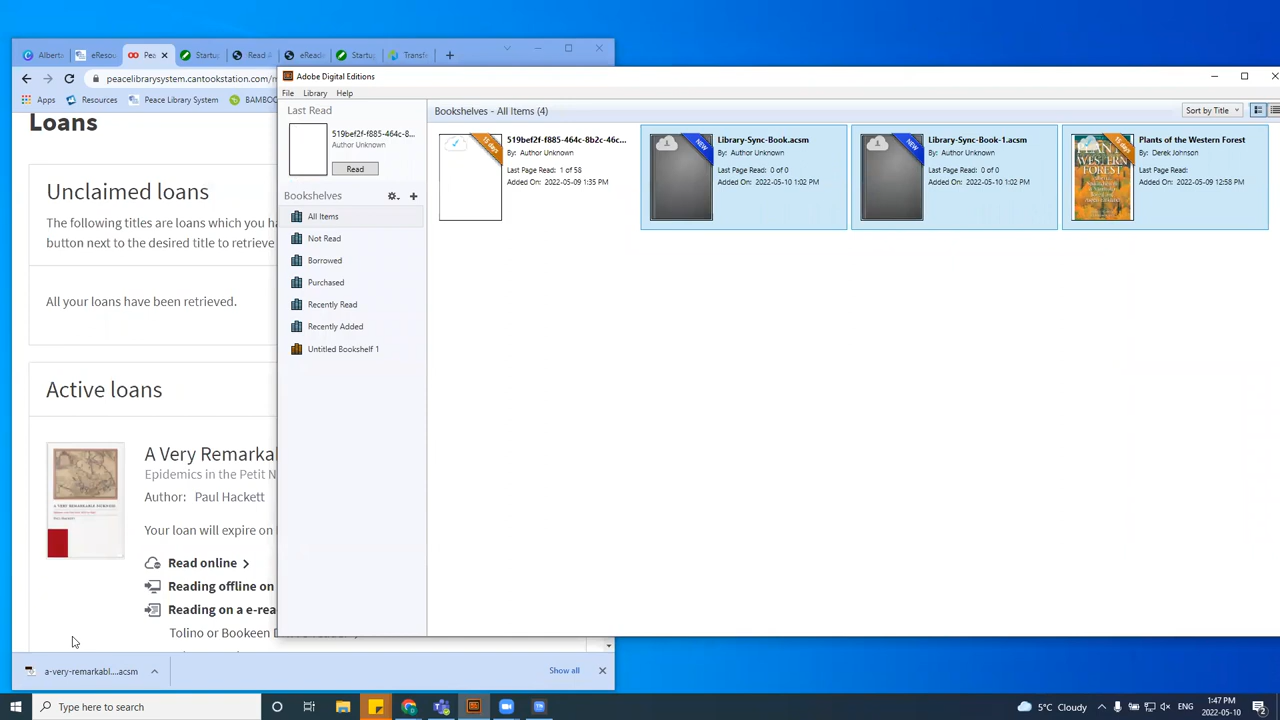 Alberta
eResou
Pea
Startup
Read A
eReade
Startu
Transfe
peacelibrarysystem.cantookstation.com/m
Apps
Resources
Peace Library System
BAMBOO
Loans
Unclaimed loans
The following titles are loans which you ha
button next to the desired title to retrieve
All your loans have been retrieved.
Active loans
A Very Remarka
Epidemics in the Petit N
Author: Paul Hackett
Your loan will expire on
Read online
Reading offline on
Reading on a e-rea
Tolino or Bookeen
a-very-remarkabl....acsm
Show all
Adobe Digital Editions
File Library Help
Last Read
519bef2f-f885-464c-8...
Author Unknown
Read
Bookshelves
All Items
Not Read
Borrowed
Purchased
Recently Read
Recently Added
Untitled Bookshelf 1
Bookshelves - All Items (4)
Sort by Title
519bef2f-f885-464c-8b2c-46c...
By: Author Unknown
Last Page Read: 1 of 58
Added On: 2022-05-09 1:35 PM
NEW
Library-Sync-Book.acsm
By: Author Unknown
Last Page Read: 0 of 0
Added On: 2022-05-10 1:02 PM
NEW
Library-Sync-Book-1.acsm
By: Author Unknown
Last Page Read: 0 of 0
Added On: 2022-05-10 1:02 PM
Plants of the Western Forest
By: Derek Johnson
Last Page Read:
Added On: 2022-05-09 12:58 PM
Type here to search
5°C Cloudy
ENG
1:47 PM
2022-05-10
2